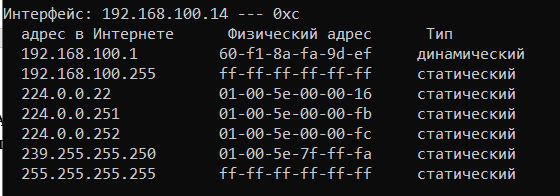 Интерфейс: 192.168.100.14 --- 0xc
адрес в Интернете Физический адрес Тип
192.168.100.1 60-f1-8a-fa-9d-ef динамический
192.168.100.255 ff-ff-ff-ff-ff-ff статический
224.0.0.22 01-00-5e-00-00-16 статический
224.0.0.251 01-00-5e-00-00-fb статический
224.0.0.252 01-00-5e-00-00-fc статический
239.255.255.250 01-00-5e-7f-ff-fa статический
255.255.255.255 ff-ff-ff-ff-ff-ff статический